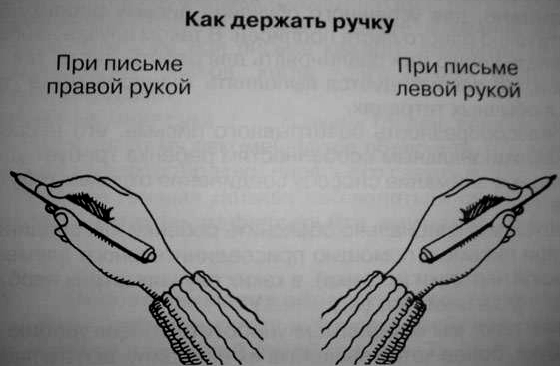 Как держать ручку
При письме
правой рукой
При письме
левой рукой